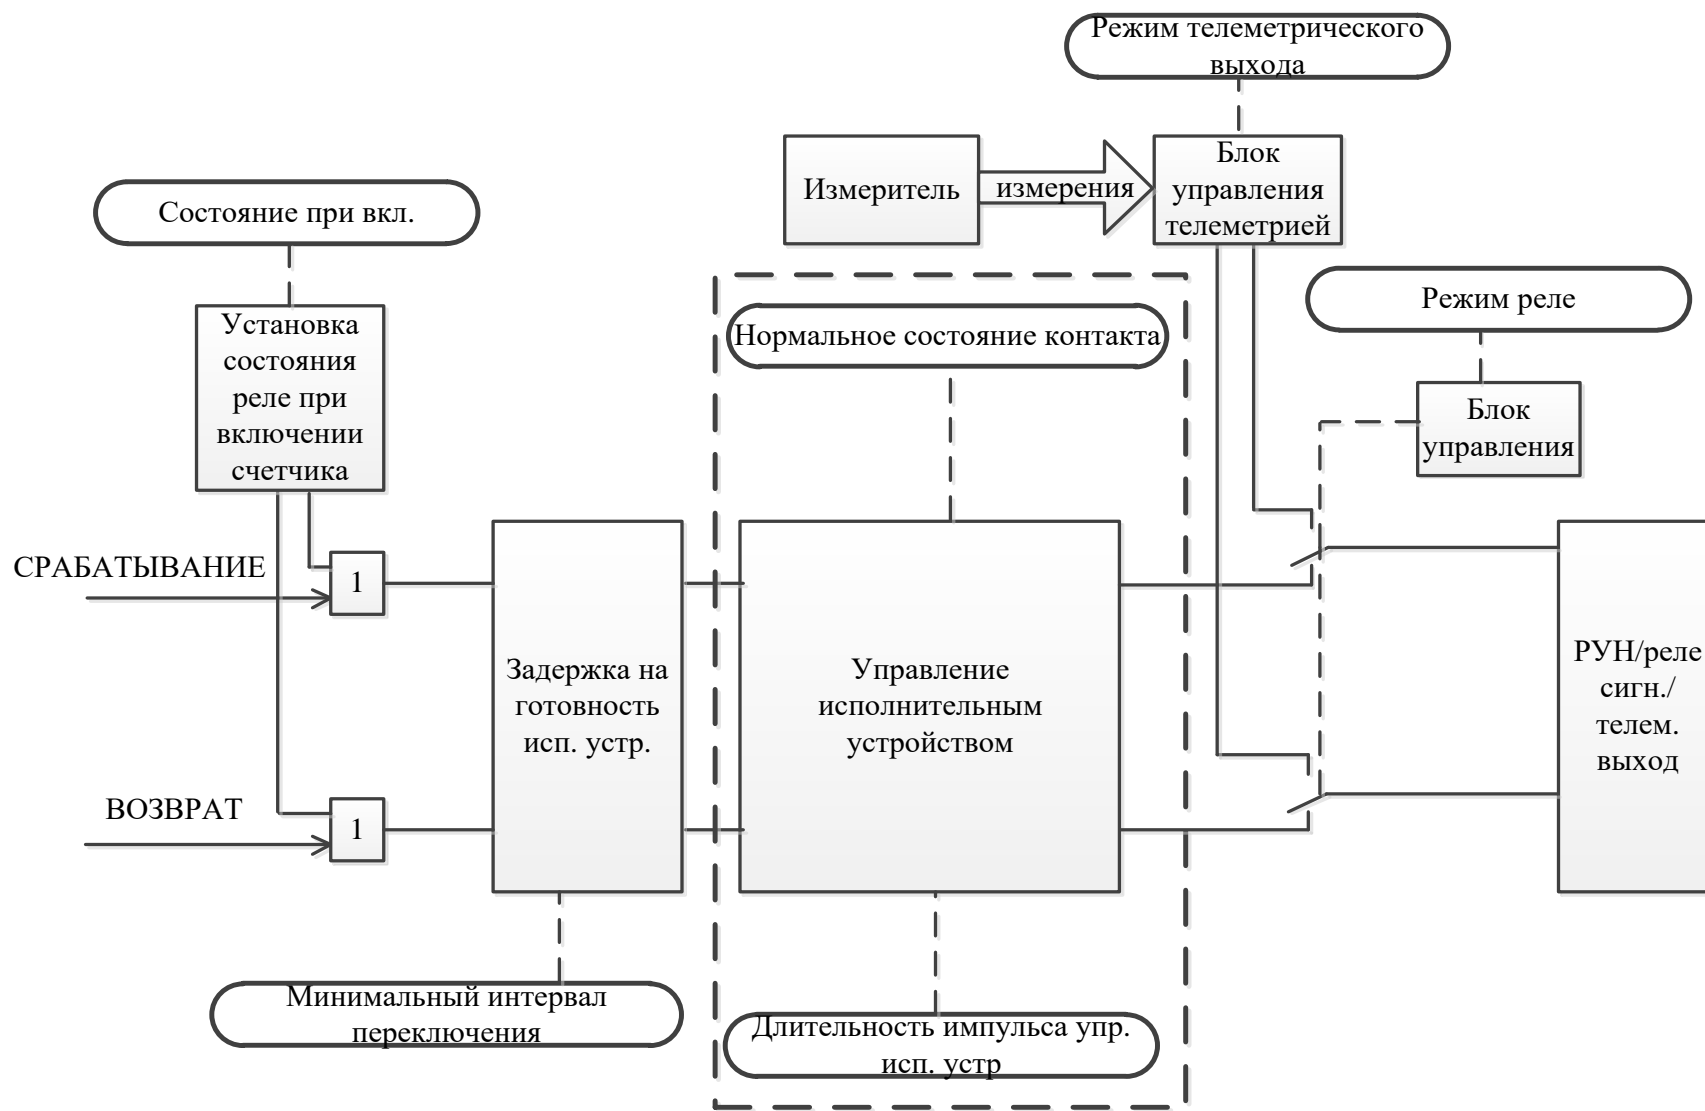 Режим телеметрического
выхода
Измеритель
измерения
Блок
управления
телеметрией
Состояние при вкл.
Режим реле
Установка
состояния
реле при
включении
счетчика
Нормальное состояние контакта
Блок
управления
СРАБАТЫВАНИЕ
1
Задержка на
готовность
исп. устр.
Управление
исполнительным
устройством
РУН/реле
сигн./
телем.
выход
ВОЗВРАТ
1
Минимальный интервал
переключения
Длительность импульса упр.
исп. устр